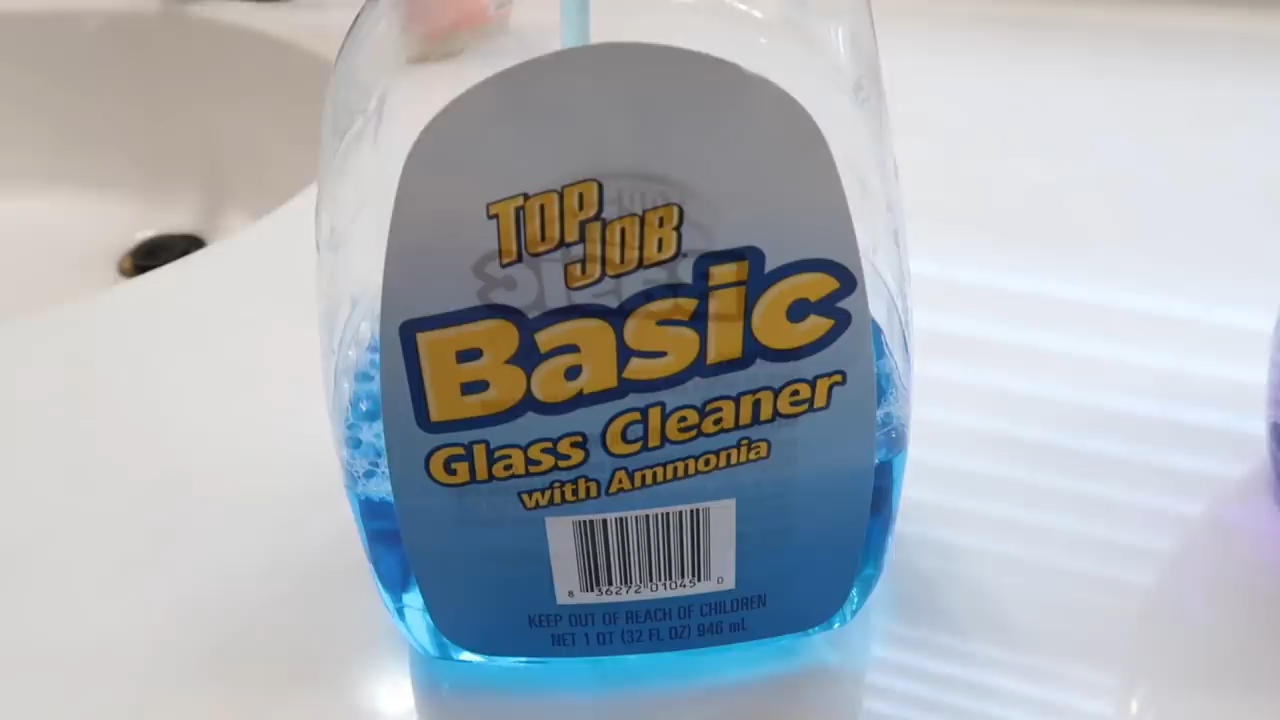 TOP
JOB
Basic
Glass Cleaner
with Ammonia
8 36272 01045 0
KEEP OUT OF REACH OF CHILDREN
NET 1 QT (32 FL OZ) 946 mL